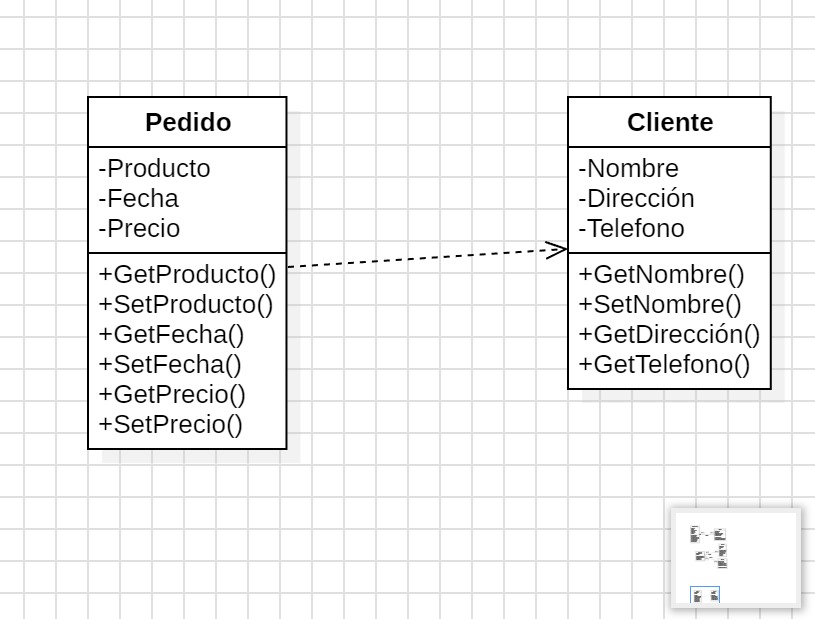 Pedido
-Producto
-Fecha
-Precio
+GetProducto()
+SetProducto()
+GetFecha()
+SetFecha()
+GetPrecio()
+SetPrecio()
Cliente
-Nombre
-Dirección
-Telefono
+GetNombre()
+SetNombre()
+GetDirección()
+GetTelefono()